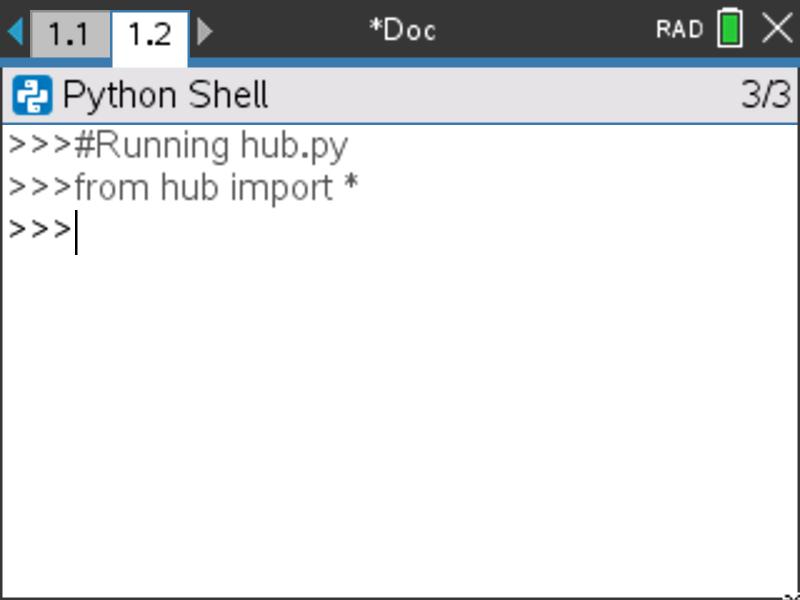 1.1 1.2 *Doc RAD
Python Shell 3/3
>>>#Running hub.py
>>>from hub import *
>>>